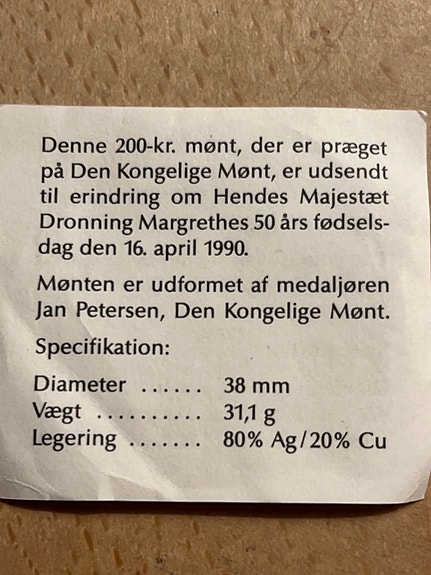 Denne 200-kr. mønt, der er præget
på Den Kongelige Mønt, er udsendt
til erindring om Hendes Majestæt
Dronning Margrethes 50 års fødsels-
dag den 16. april 1990.
Mønten er udformet af medaljøren
Jan Petersen, Den Kongelige Mønt.
Specifikation:
Diameter ...... 38 mm
Vægt .......... 31,1 g
Legering ....... 80% Ag/20% Cu